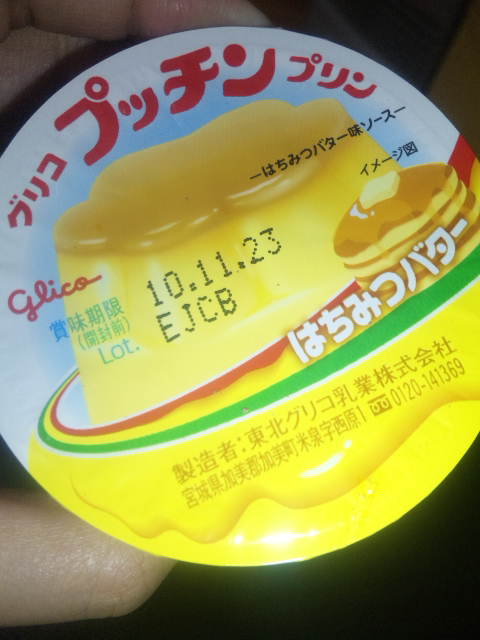 グリコ プッチンプリン
―はちみつバター味ソース―
イメージ図
Glico
賞味期限
(開封前)
Lot.
10.11.23
EJCB
はちみつバター
製造者:東北グリコ乳業株式会社
宮城県加美郡加美町米泉字西原1 0120-141369